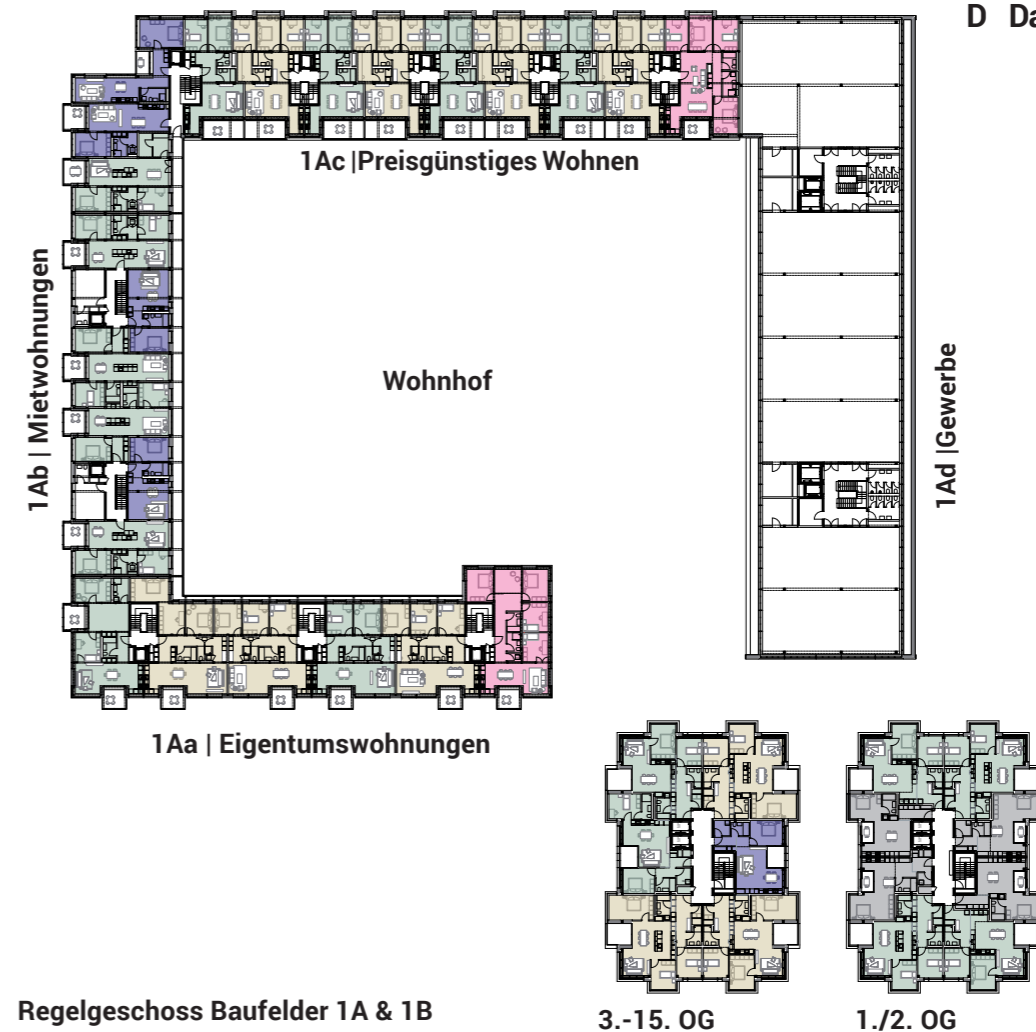 D Da
1Ac |Preisgünstiges Wohnen
1Ab | Mietwohnungen
Wohnhof
1Ad |Gewerbe
1Aa | Eigentumswohnungen
Regelgeschoss Baufelder 1A & 1B
3.-15. OG
1./2. OG